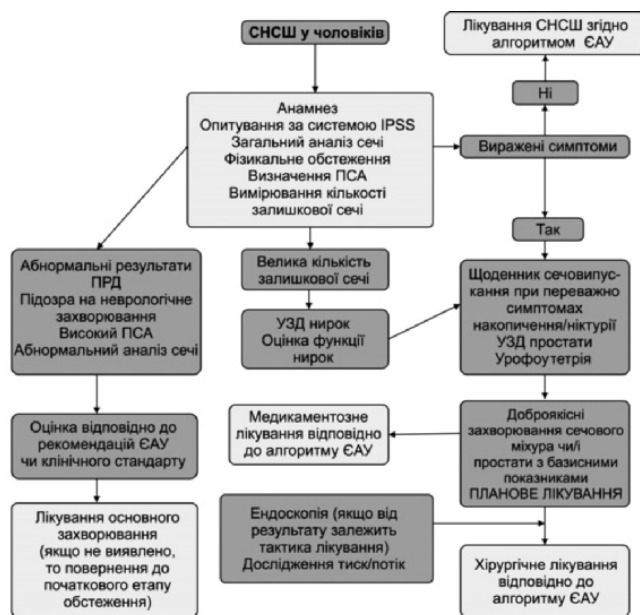 СНСШ у чоловіків
Лікування СНСШ згідно
алгоритмом ЄАУ
Ні
Анамнез
Опитування за системою IPSS
Загальний аналіз сечі
Фізикальне обстеження
Визначення ПСА
Вимірювання кількості
залишкової сечі
Виражені симптоми
Так
Абнормальні результати
ПРД
Підозра на неврологічне
захворювання
Високий ПСА
Абнормальний аналіз сечі
Велика кількість
залишкової сечі
УЗД нирок
Оцінка функції
нирок
Щоденник сечовипус-
кання при переважно
симптомах
накопичення/ніктурії
УЗД простати
Урофоутетрія
Оцінка відповідно до
рекомендацій ЄАУ
чи клінічного стандарту
Медикаментозне
лікування відповідно
до алгоритму ЄАУ
Доброякісні
захворювання сечового
міхура чи/і
простати з базисними
показниками
ПЛАНОВЕ ЛІКУВАННЯ
Лікування основного
захворювання
(якщо не виявлено,
то повернення до
початкового етапу
обстеження)
Ендоскопія (якщо від
результату залежить
тактика лікування)
Дослідження тиск/потік
Хірургічне лікування
відповідно до
алгоритму ЄАУ